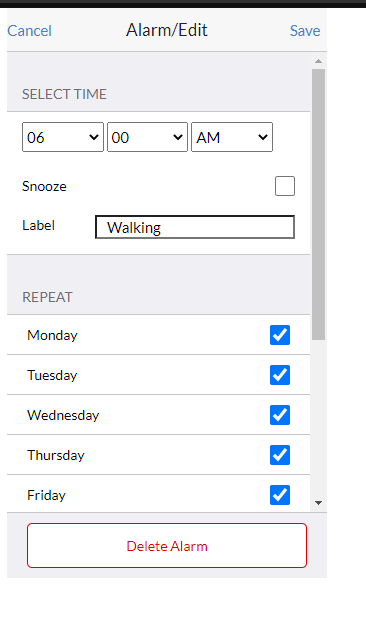 Cancel Alarm/Edit Save
SELECT TIME
06 00 AM
Snooze
Label Walking
REPEAT
Monday
Tuesday
Wednesday
Thursday
Friday
Delete Alarm